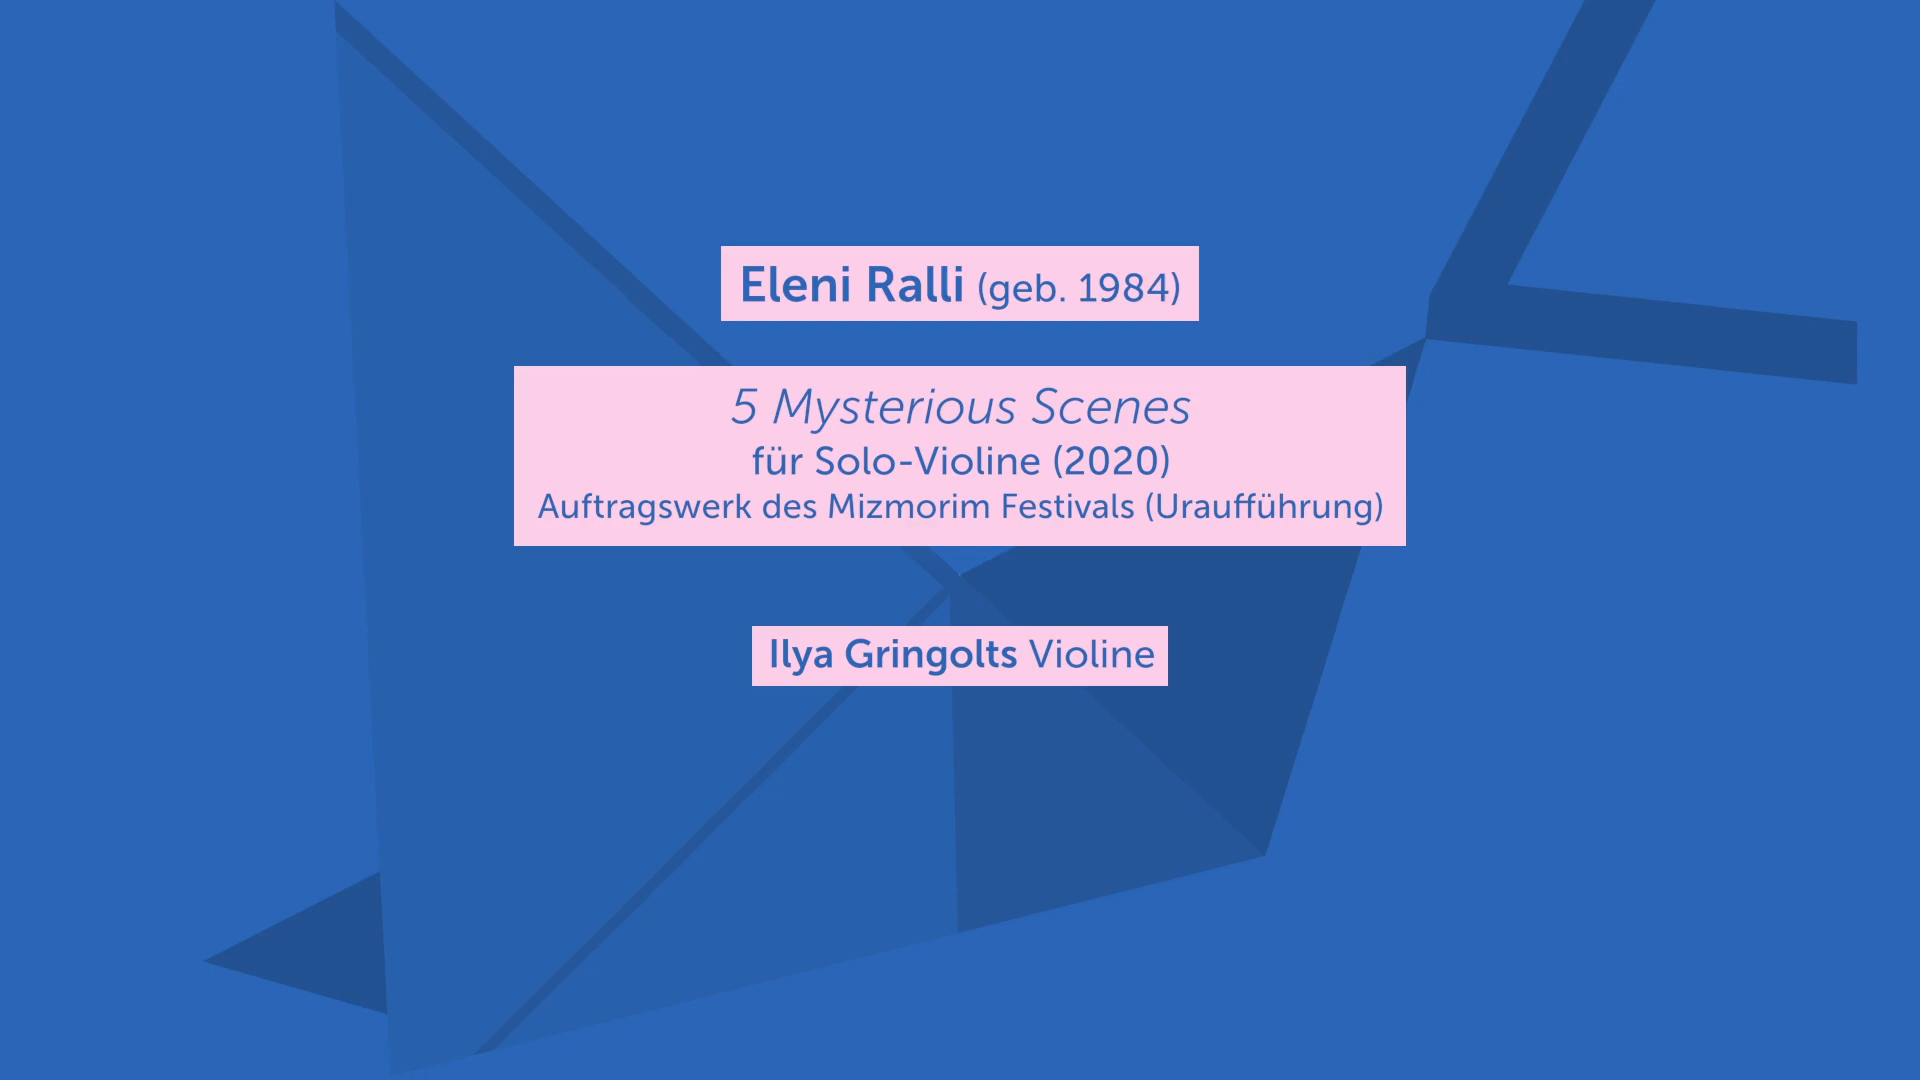 Eleni Ralli (geb. 1984)
5 Mysterious Scenes
für Solo-Violine (2020)
Auftragswerk des Mizmorim Festivals (Uraufführung)
Ilya Gringolts Violine